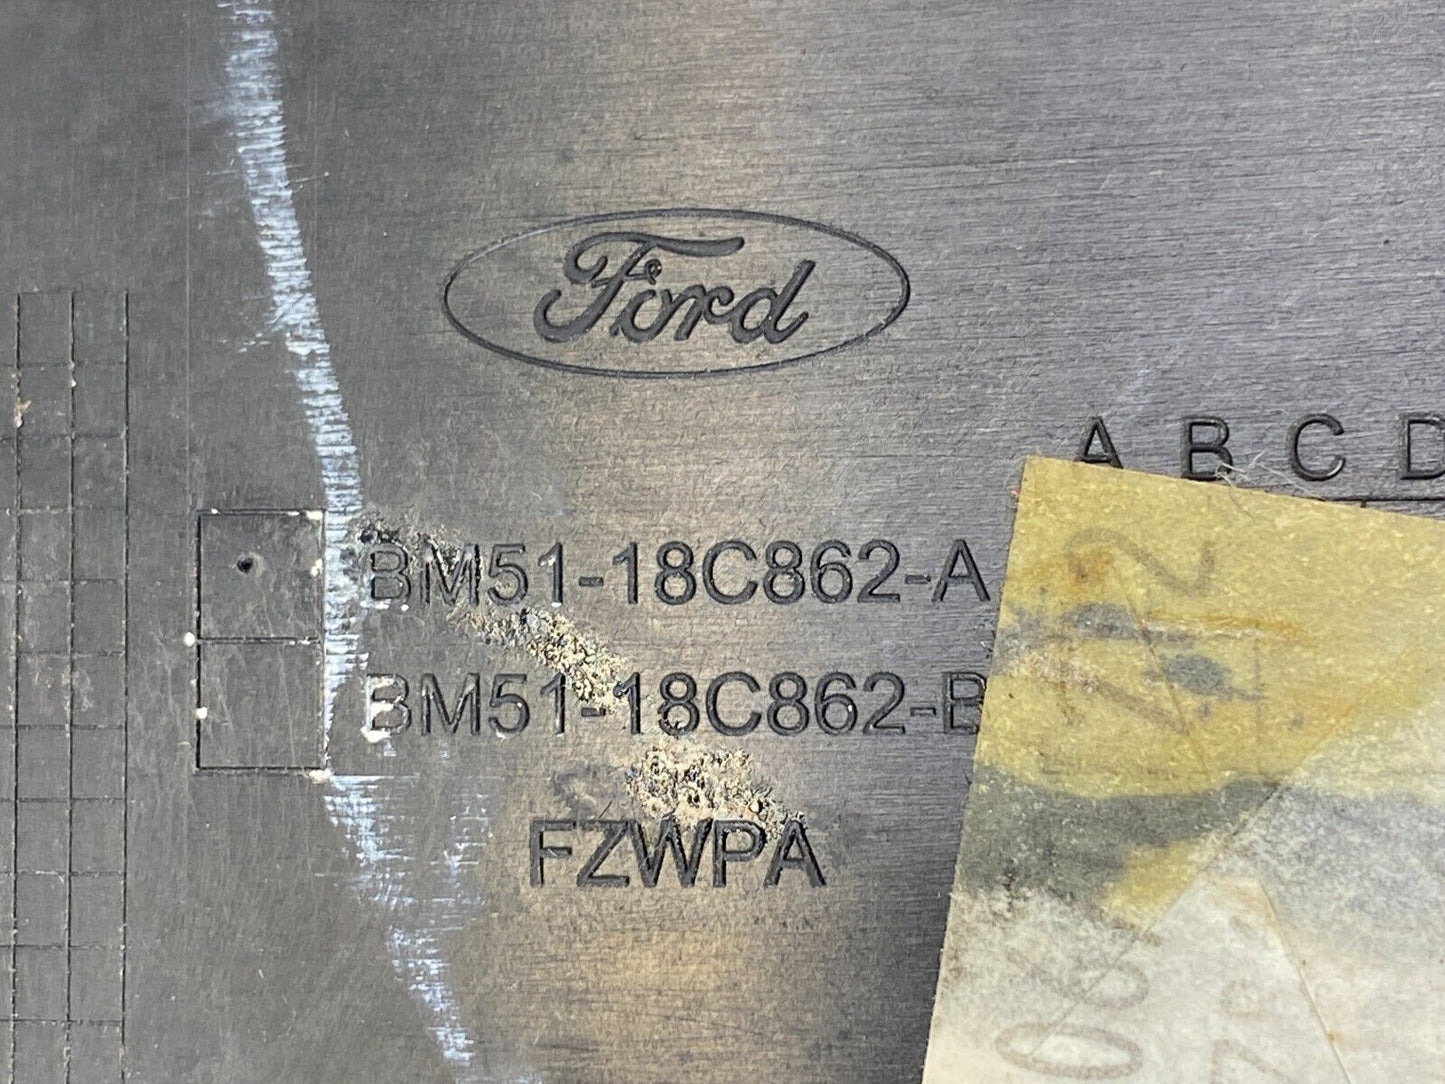 Ford
A B C D
BM51-18C862-A
BM51-18C862-B
FZWPA